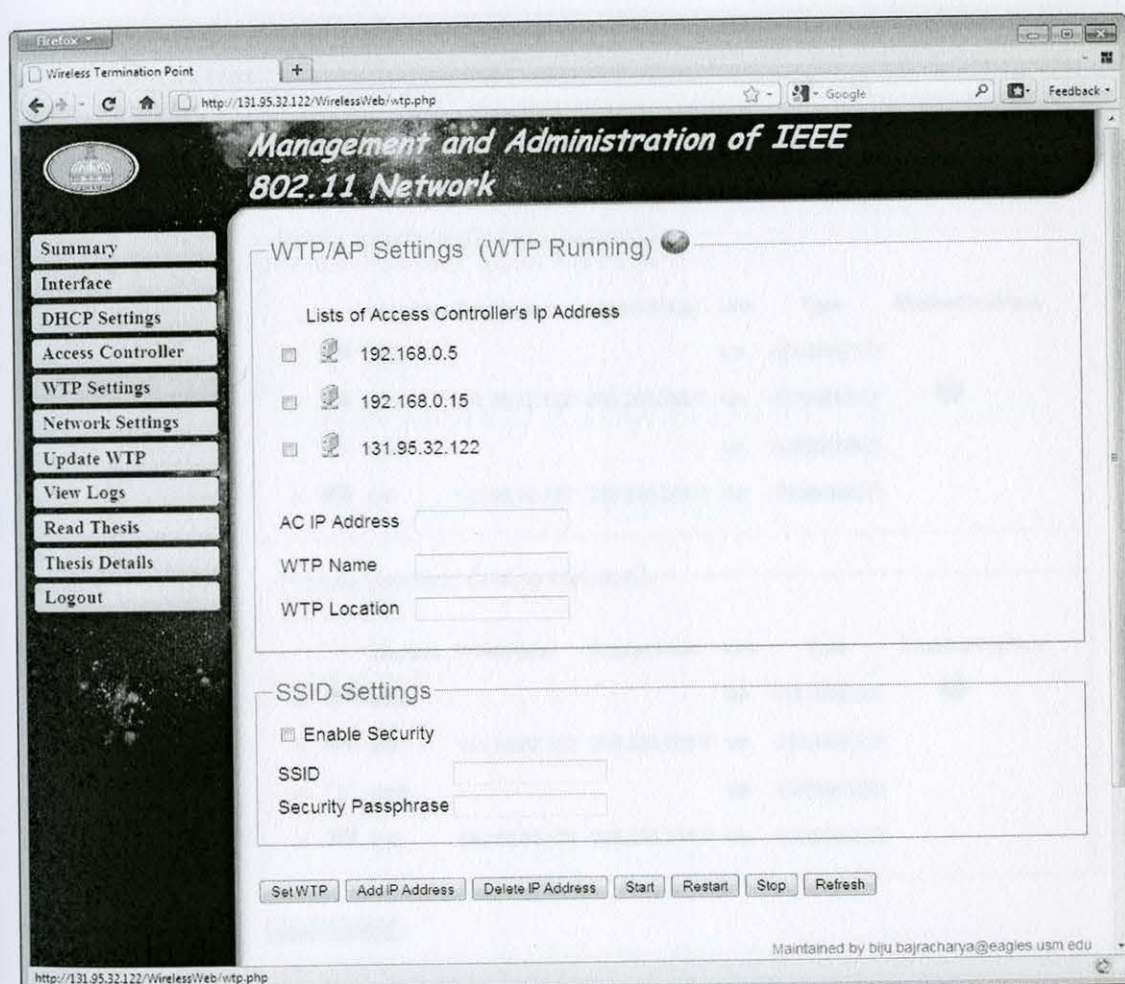 Firefox
Wireless Termination Point
+
http://131.95.32.122/WirelessWeb/wtp.php
Google
Feedback
Management and Administration of IEEE
802.11 Network
Summary
Interface
DHCP Settings
Access Controller
WTP Settings
Network Settings
Update WTP
View Logs
Read Thesis
Thesis Details
Logout
WTP/AP Settings (WTP Running)
Lists of Access Controller's Ip Address
192.168.0.5
192.168.0.15
131.95.32.122
AC IP Address
WTP Name
WTP Location
SSID Settings
Enable Security
SSID
Security Passphrase
Set WTP Add IP Address Delete IP Address Start Restart Stop Refresh
Maintained by biju.bajracharya@eagles.usm.edu
http://131.95.32.122/WirelessWeb/wtp.php